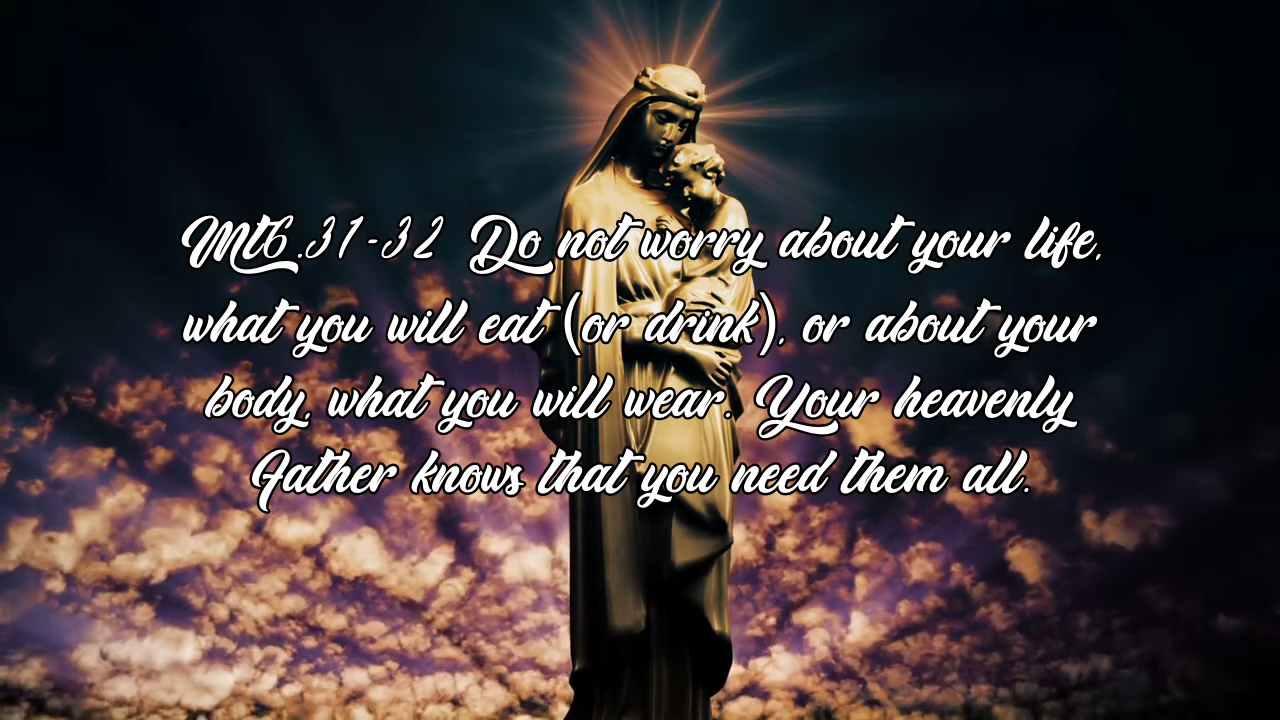 Mt6.31-32 Do not worry about your life,
what you will eat (or drink), or about your
body, what you will wear. Your heavenly
Father knows that you need them all.